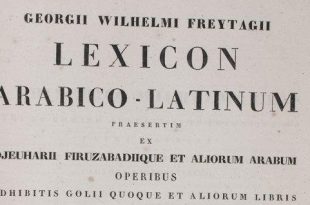 GEORGII WILHELMI FREYTAGII
LEXICON
ARABICO-LATINUM
PRAESERTIM
EX
DJEUHARII FIRUZABADIIQUE ET ALIORUM ARABUM
OPERIBUS
ADHIBITIS GOLII QUOQUE ET ALIORUM LIBRIS